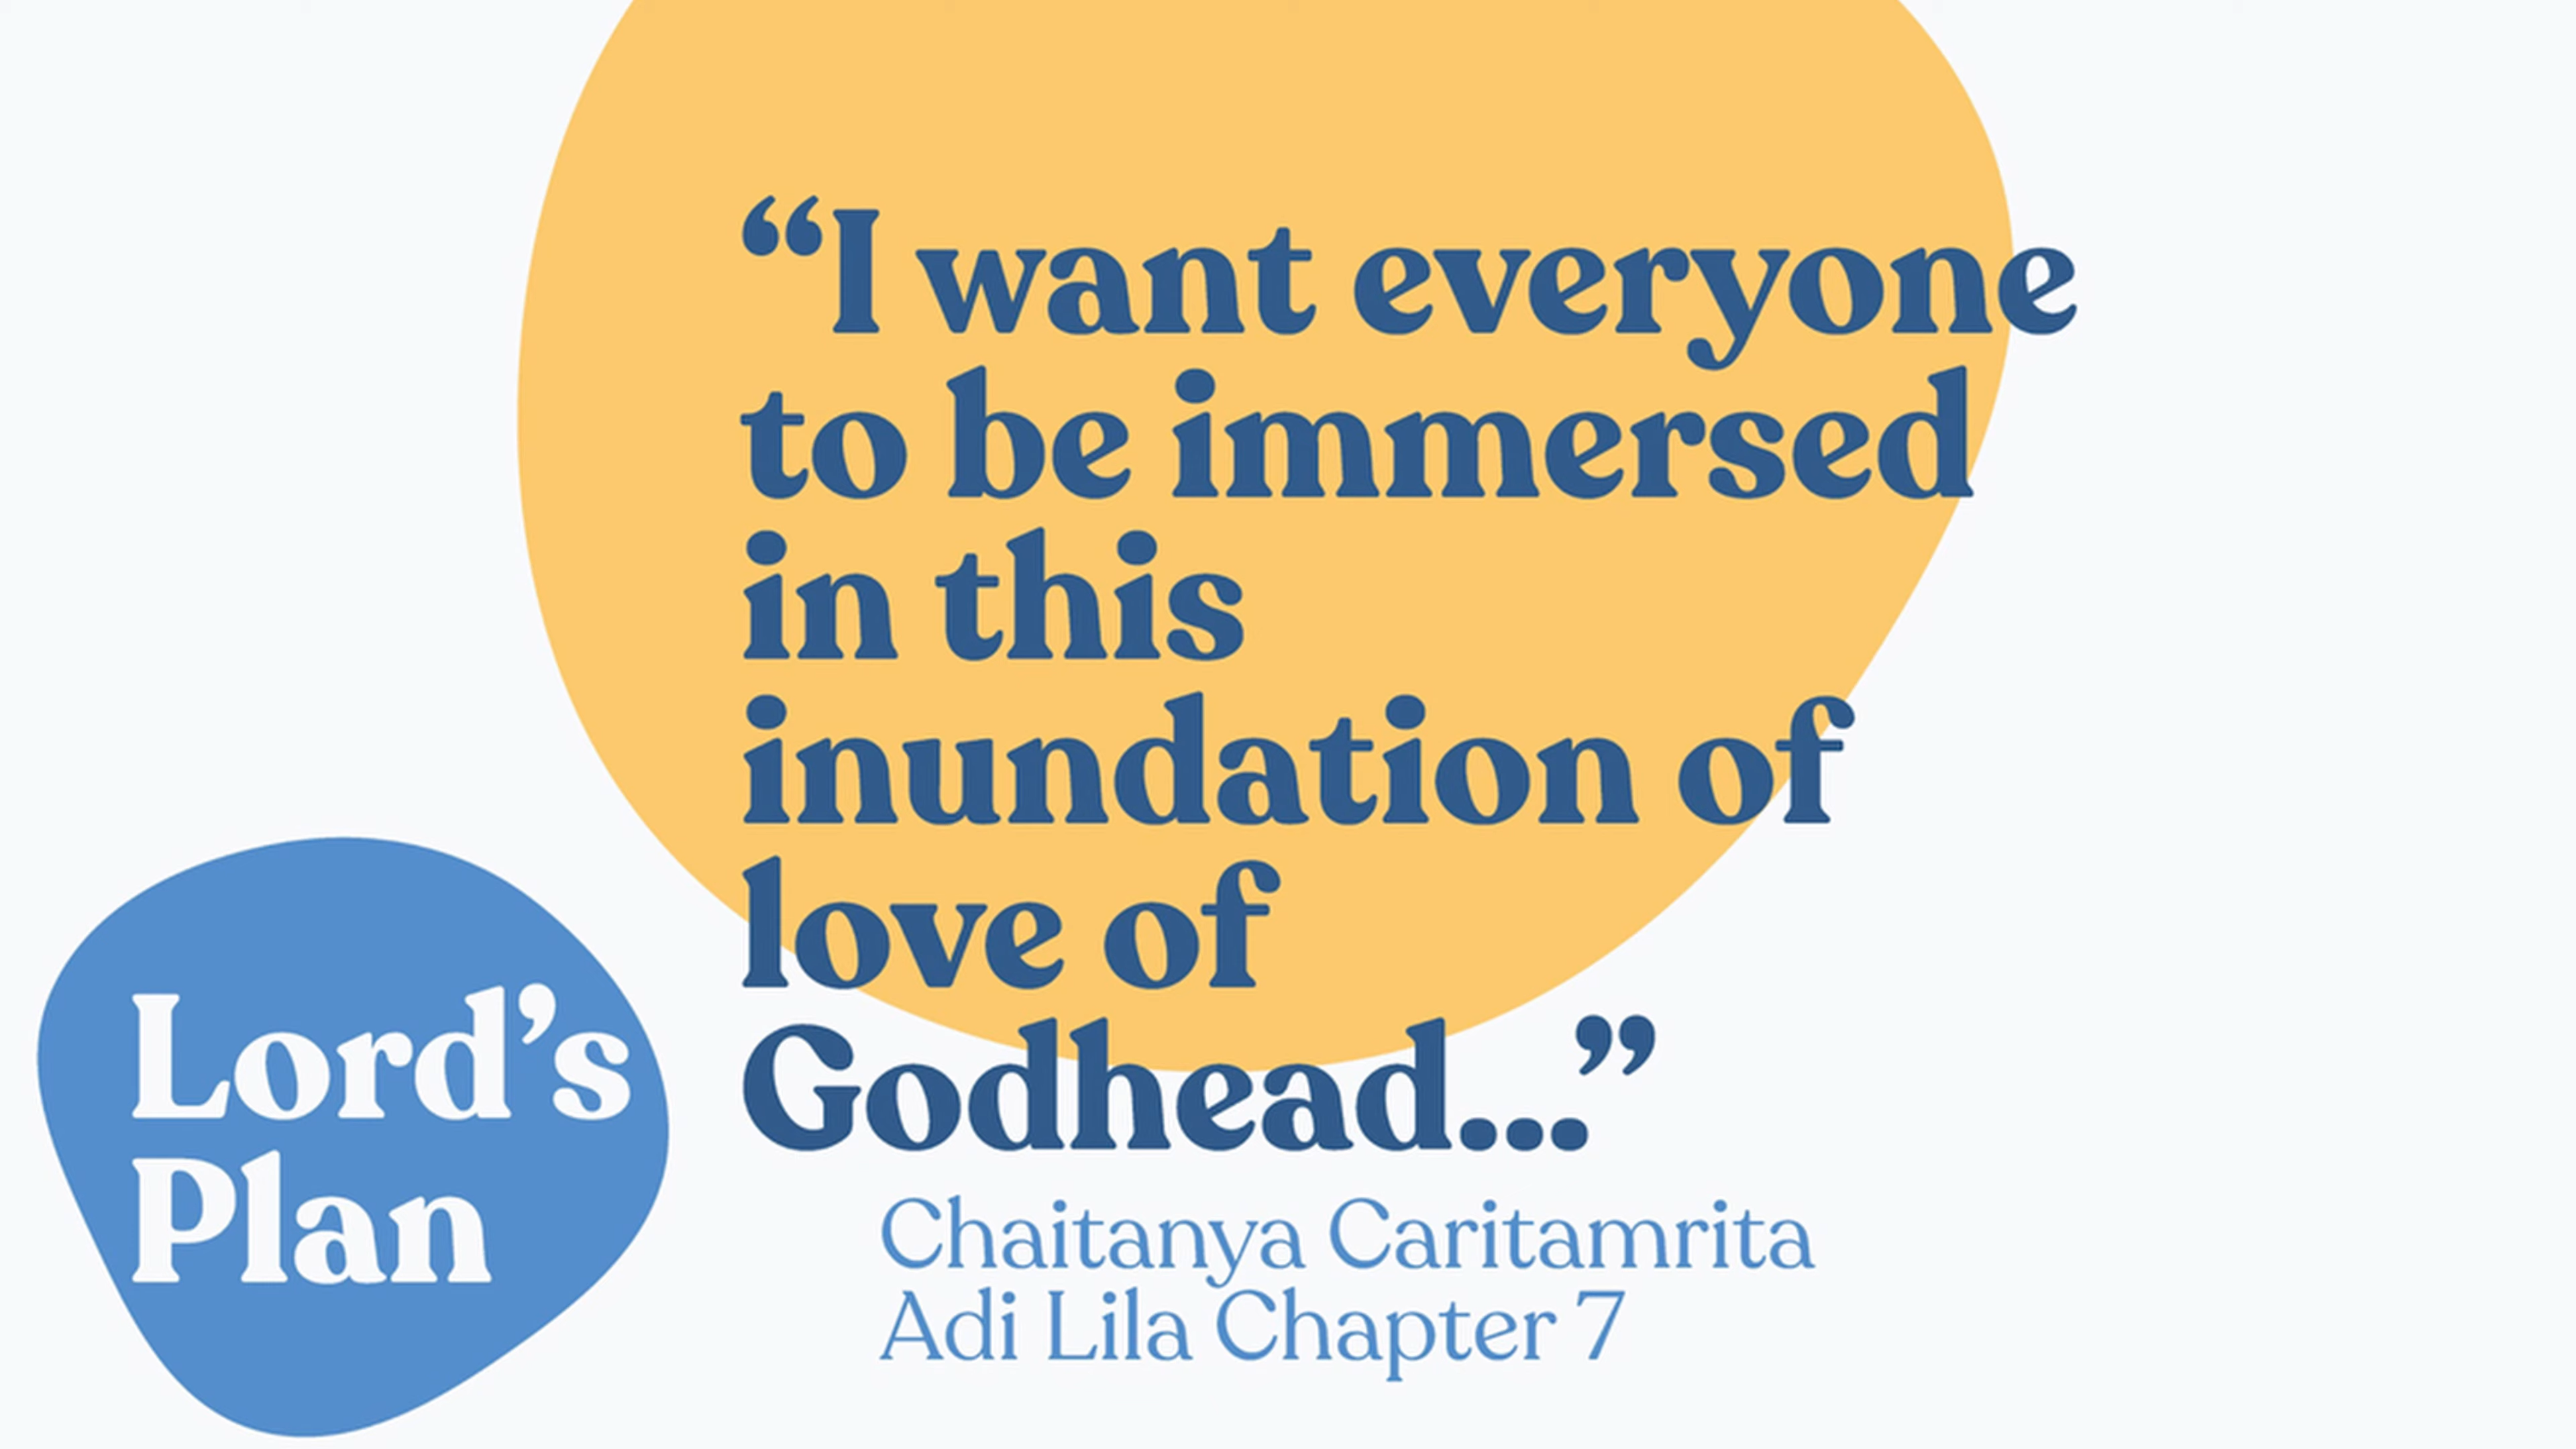 “I want everyone
to be immersed
in this
inundation of
love of
Godhead...”
Chaitanya Caritamrita
Adi Lila Chapter 7
Lord’s
Plan